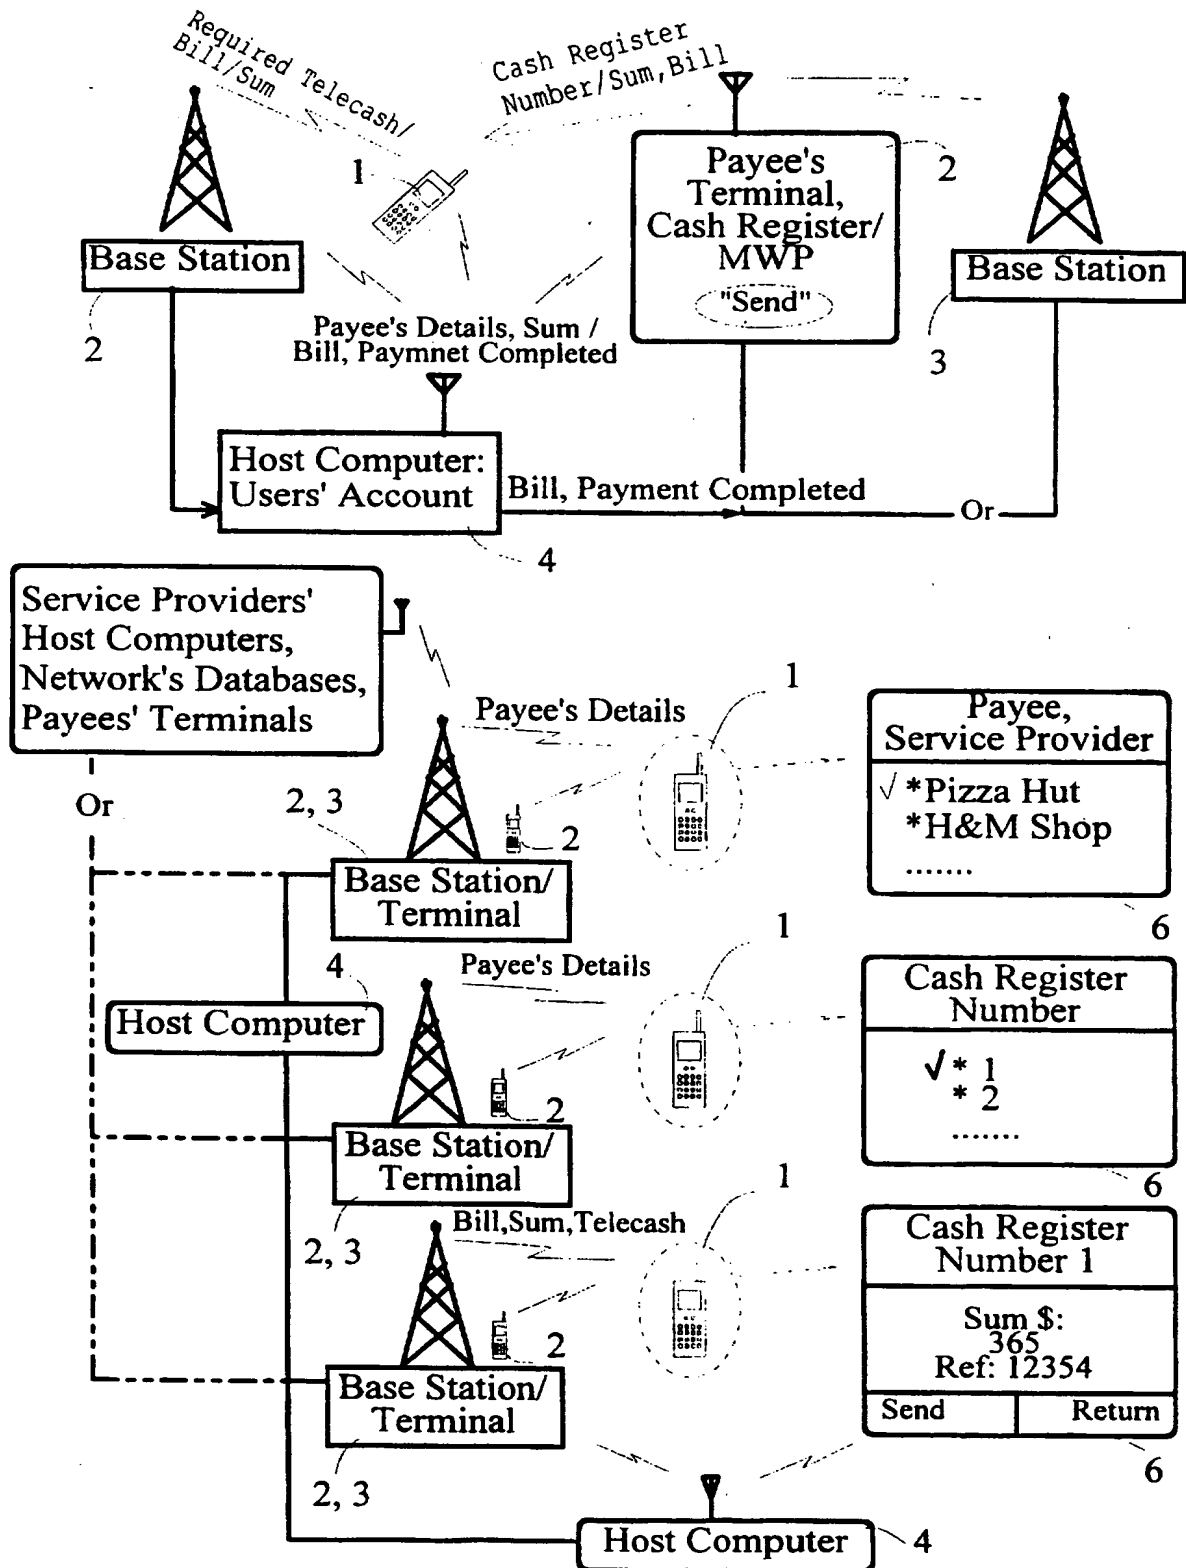 Required Telecash/
Bill/Sum
Cash Register
Number/Sum,Bill
1
Payee's
Terminal,
Cash Register/
MWP
"Send"
2
Base Station
2
Base Station
3
Payee's Details, Sum /
Bill, Paymnet Completed
Host Computer:
Users' Account
Bill, Payment Completed
Or
4
Service Providers'
Host Computers,
Network's Databases,
Payees' Terminals
Or
Payee's Details
1
Payee,
Service Provider
√ *Pizza Hut
*H&M Shop
.......
6
2, 3
2
Base Station/
Terminal
4
Host Computer
Payee's Details
1
Cash Register
Number
√ * 1
* 2
.......
6
2
Base Station/
Terminal
2, 3
Bill,Sum,Telecash
1
Cash Register
Number 1
Sum $:
365
Ref: 12354
Send Return
6
2
Base Station/
Terminal
2, 3
Host Computer
4